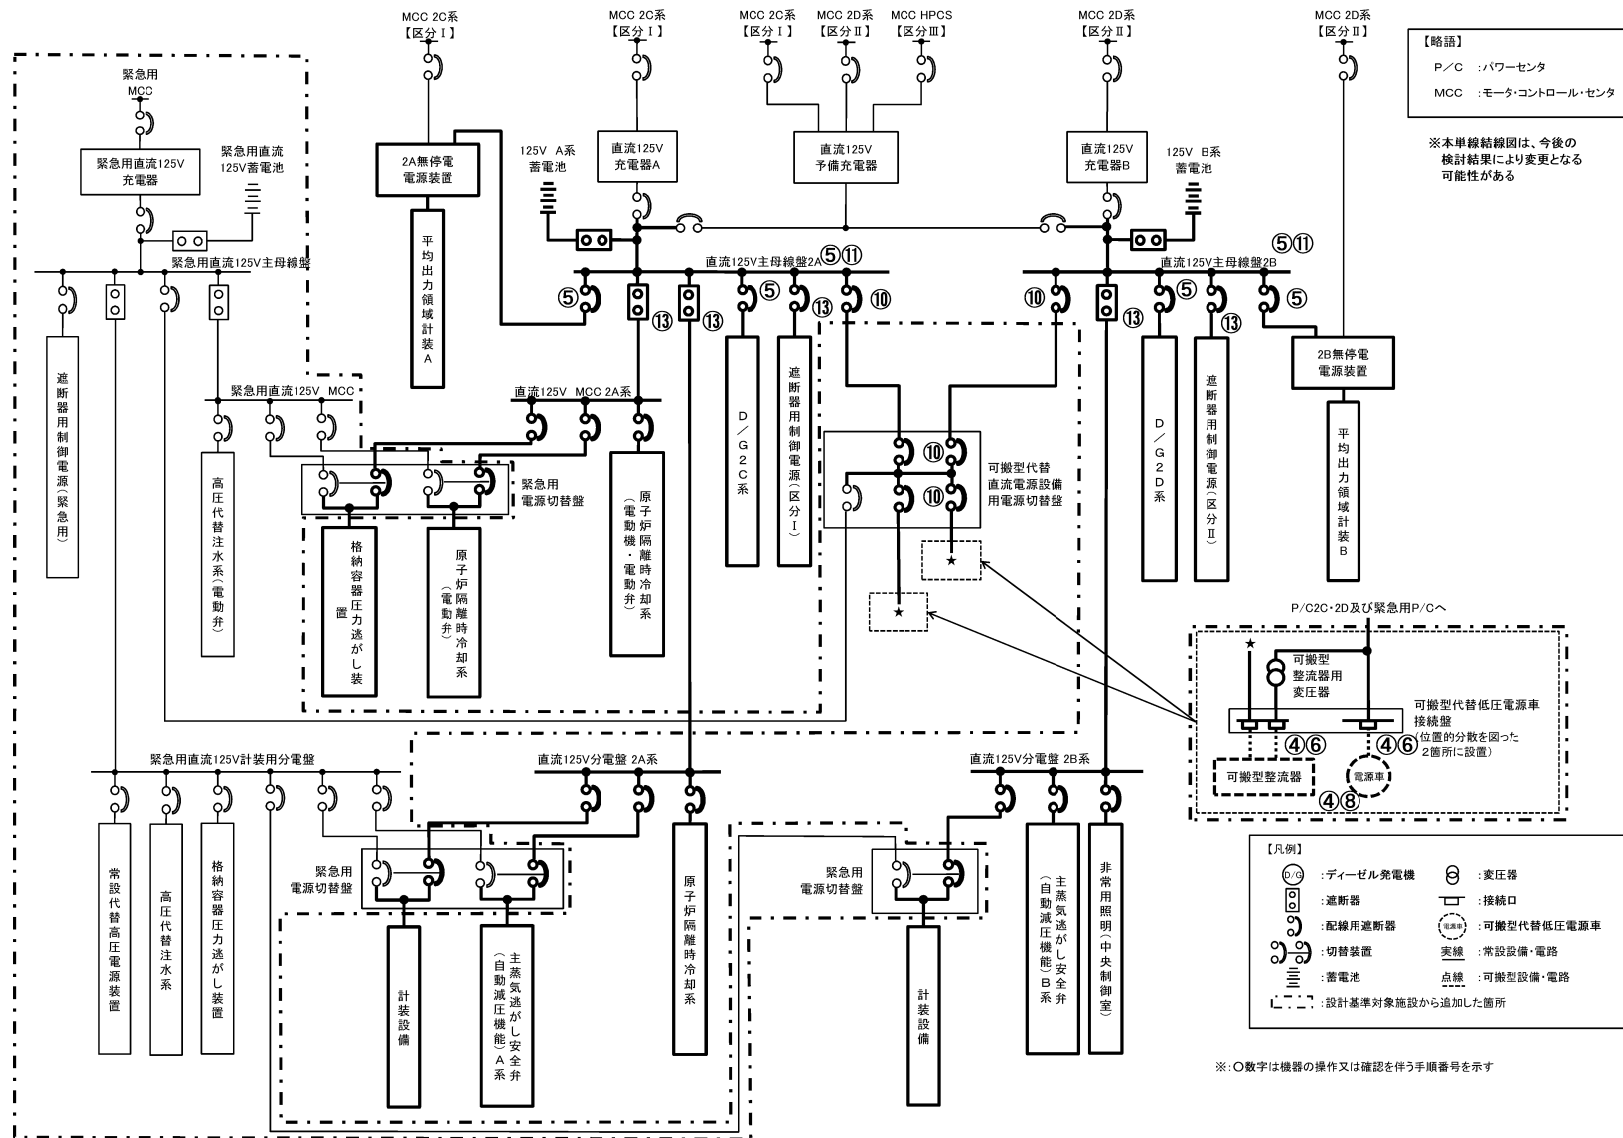 MCC 2C系
【区分Ⅰ】
MCC 2C系
【区分Ⅰ】
MCC 2C系
【区分Ⅰ】
MCC 2D系
【区分Ⅱ】
MCC HPCS
【区分Ⅲ】
MCC 2D系
【区分Ⅱ】
MCC 2D系
【区分Ⅱ】
【略語】
P/C :パワーセンタ
MCC :モータ・コントロール・センタ
※本単線結線図は、今後の
検討結果により変更となる
可能性がある
緊急用
MCC
緊急用直流125V
充電器
緊急用直流
125V蓄電池
2A無停電
電源装置
125V A系
蓄電池
直流125V
充電器A
直流125V
予備充電器
直流125V
充電器B
125V B系
蓄電池
緊急用直流125V主母線盤
平均出力領域計装A
直流125V主母線盤2A
⑤⑪
直流125V主母線盤2B
⑤⑪
⑤
⑬
⑬
⑤
⑬
⑩
⑩
⑬
⑤
⑬
⑤
2B無停電
電源装置
遮断器用制御電源(緊急用)
緊急用直流125V MCC
直流125V MCC 2A系
D/G2C系
遮断器用制御電源(区分Ⅰ)
D/G2D系
遮断器用制御電源(区分Ⅱ)
平均出力領域計装B
高圧代替注水系(電動弁)
緊急用
電源切替盤
格納容器圧力逃がし装
置
原子炉隔離時冷却系
(電動弁)
原子炉隔離時冷却系
(電動機・電動弁)
⑩
⑩
可搬型代替
直流電源設備
用電源切替盤
★
★
P/C2C・2D及び緊急用P/Cへ
★
可搬型
整流器用
変圧器
可搬型代替低圧電源車
接続盤
(位置的分散を図った
2箇所に設置)
④⑥
④⑥
可搬型整流器
電源車
④⑧
緊急用直流125V計装用分電盤
直流125V分電盤 2A系
直流125V分電盤 2B系
常設代替高圧電源装置
高圧代替注水系
格納容器圧力逃がし装置
緊急用
電源切替盤
計装設備
主蒸気逃がし安全弁
(自動減圧機能)A系
原子炉隔離時冷却系
緊急用
電源切替盤
計装設備
主蒸気逃がし安全弁
(自動減圧機能)B系
非常用照明(中央制御室)
【凡例】
D/G :ディーゼル発電機
:変圧器
:遮断器
:接続口
:配線用遮断器
電源車 :可搬型代替低圧電源車
:切替装置
実線 :常設設備・電路
:蓄電池
点線 :可搬型設備・電路
:設計基準対象施設から追加した箇所
※:○数字は機器の操作又は確認を伴う手順番号を示す